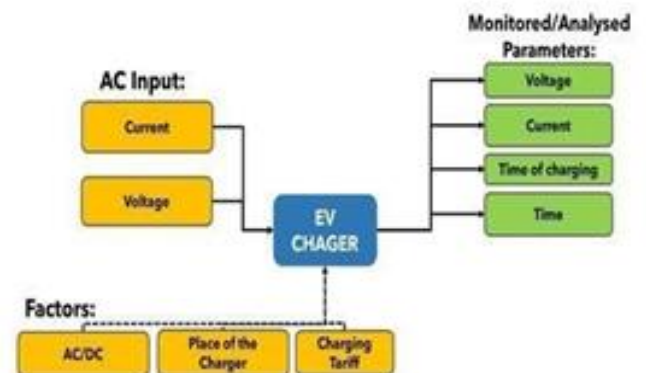 Monitored/Analysed
Parameters:
AC Input:
Voltage
Current
Current
Time of charging
Voltage
EV
CHAGER
Time
Factors:
AC/DC
Place of the
Charger
Charging
Tariff